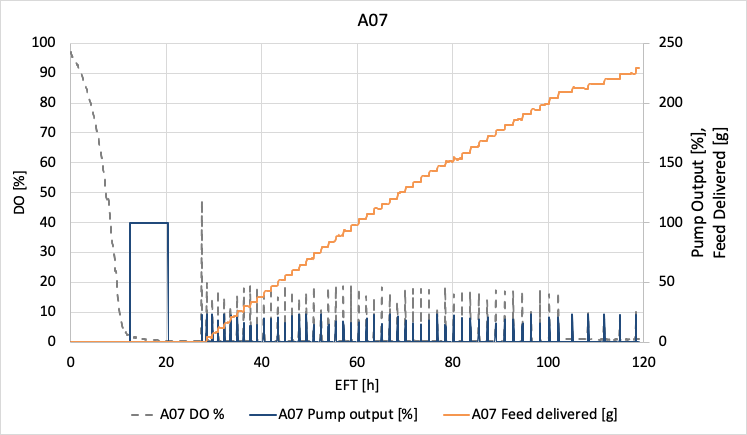 A07
100
90
80
70
60
50
40
30
20
10
0
DO [%]
250
200
150
100
50
0
Pump Output [%],
Feed Delivered [g]
0 20 40 60 80 100 120
EFT [h]
A07 DO % A07 Pump output [%] A07 Feed delivered [g]